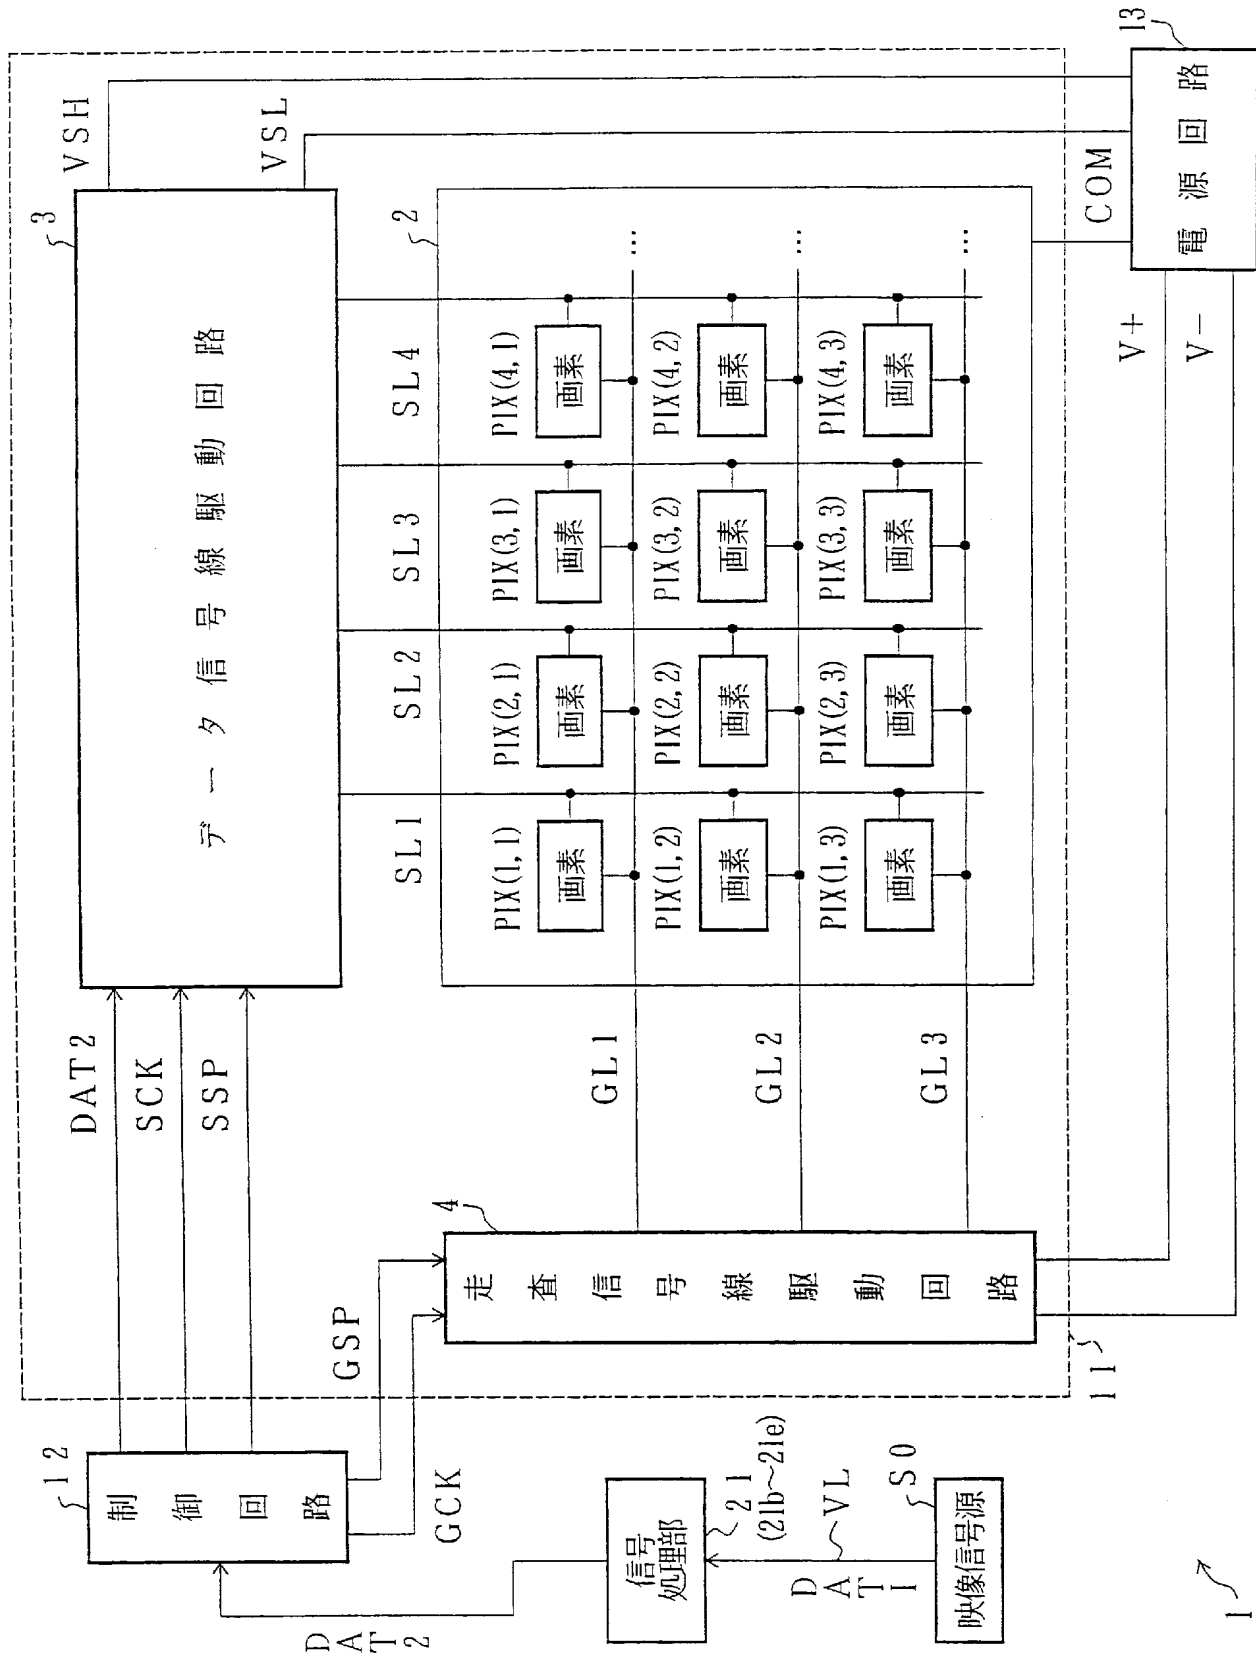 DAT2
SCK
SSP
3
データ信号線駆動回路
VSH
VSL
12
制御回路
GSP
GCK
DAT2
信号
処理部
21
(21b~21e)
DAT1
VL
S0
映像信号源
4
走査信号線駆動回路
GL1
GL2
GL3
SL1
SL2
SL3
SL4
2
PIX(1,1)
画素
PIX(2,1)
画素
PIX(3,1)
画素
PIX(4,1)
画素
...
PIX(1,2)
画素
PIX(2,2)
画素
PIX(3,2)
画素
PIX(4,2)
画素
...
PIX(1,3)
画素
PIX(2,3)
画素
PIX(3,3)
画素
PIX(4,3)
画素
...
COM
13
電源回路
V+
V-
11
1